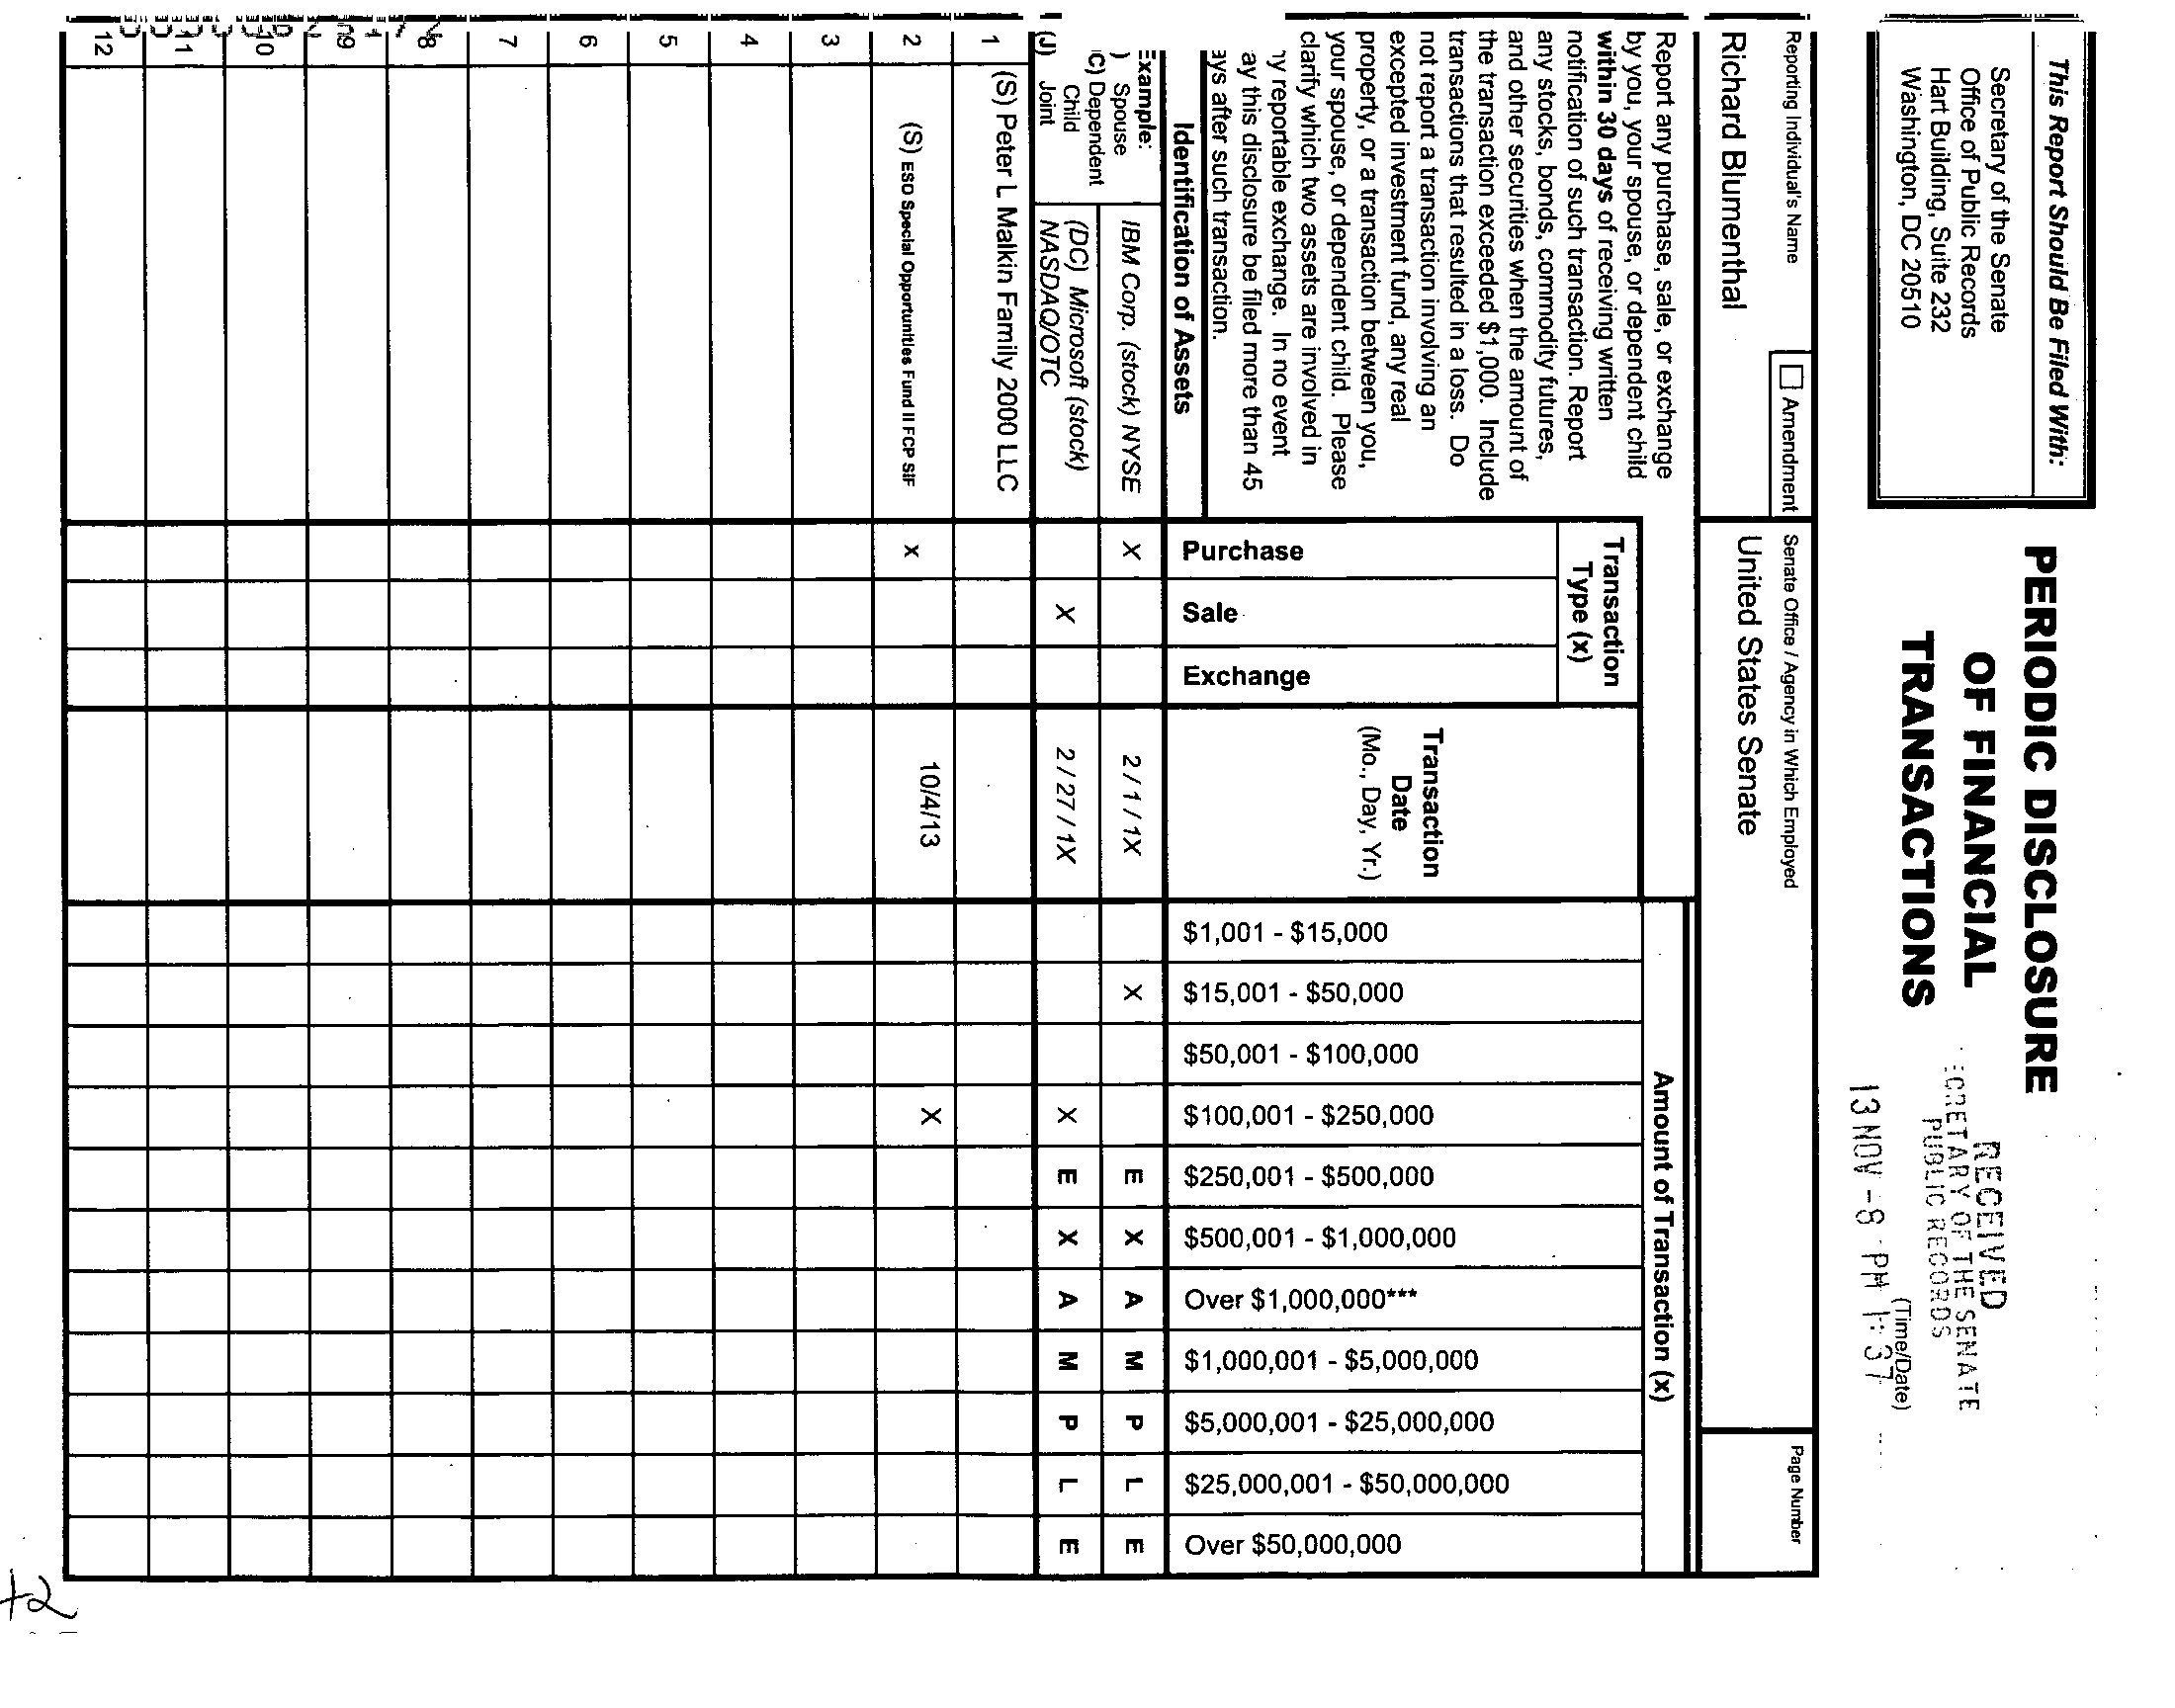 This Report Should Be Filed With:
Secretary of the Senate
Office of Public Records
Hart Building, Suite 232
Washington, DC 20510
PERIODIC DISCLOSURE
OF FINANCIAL
TRANSACTIONS
RECEIVED
ECRETARY OF THE SENATE
PUBLIC RECORDS
(Time/Date)
13 NOV -8 PM 1:37
Reporting Individual's Name
Amendment
Senate Office / Agency in Which Employed
Page Number
Richard Blumenthal
United States Senate
Report any purchase, sale, or exchange
by you, your spouse, or dependent child
within 30 days of receiving written
notification of such transaction. Report
any stocks, bonds, commodity futures,
and other securities when the amount of
the transaction exceeded $1,000. Include
transactions that resulted in a loss. Do
not report a transaction involving an
excepted investment fund, any real
property, or a transaction between you,
your spouse, or dependent child. Please
clarify which two assets are involved in
ny reportable exchange. In no event
ay this disclosure be filed more than 45
ays after such transaction.
Identification of Assets
Transaction
Type (x)
Purchase
Sale
Exchange
Transaction
Date
(Mo., Day, Yr.)
Amount of Transaction (x)
$1,001 - $15,000
$15,001 - $50,000
$50,001 - $100,000
$100,001 - $250,000
$250,001 - $500,000
$500,001 - $1,000,000
Over $1,000,000***
$1,000,001 - $5,000,000
$5,000,001 - $25,000,000
$25,000,001 - $50,000,000
Over $50,000,000
Example:
) Spouse
C) Dependent
Child
(J) Joint
IBM Corp. (stock) NYSE X 2 / 1 / 1X X E X A M P L E
(DC) Microsoft (stock)
NASDAQ/OTC X 2 / 27 / 1X X E X A M P L E
1 (S) Peter L Malkin Family 2000 LLC
2 (S) ESD Special Opportunities Fund II FCP SIF x 10/4/13 X
3
4
5
6
7
8
9
10
11
12